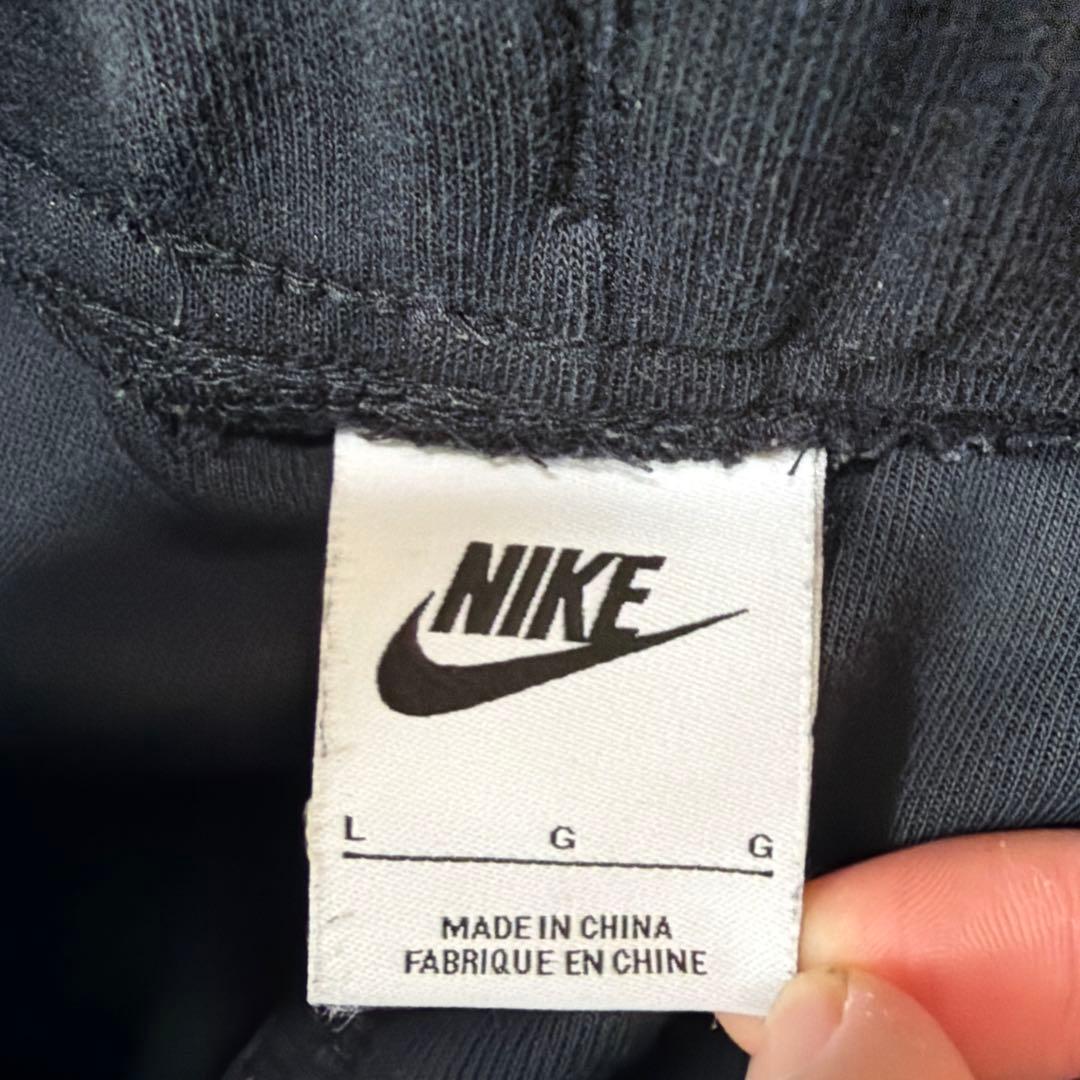 NIKE
L G G
MADE IN CHINA
FABRIQUE EN CHINE